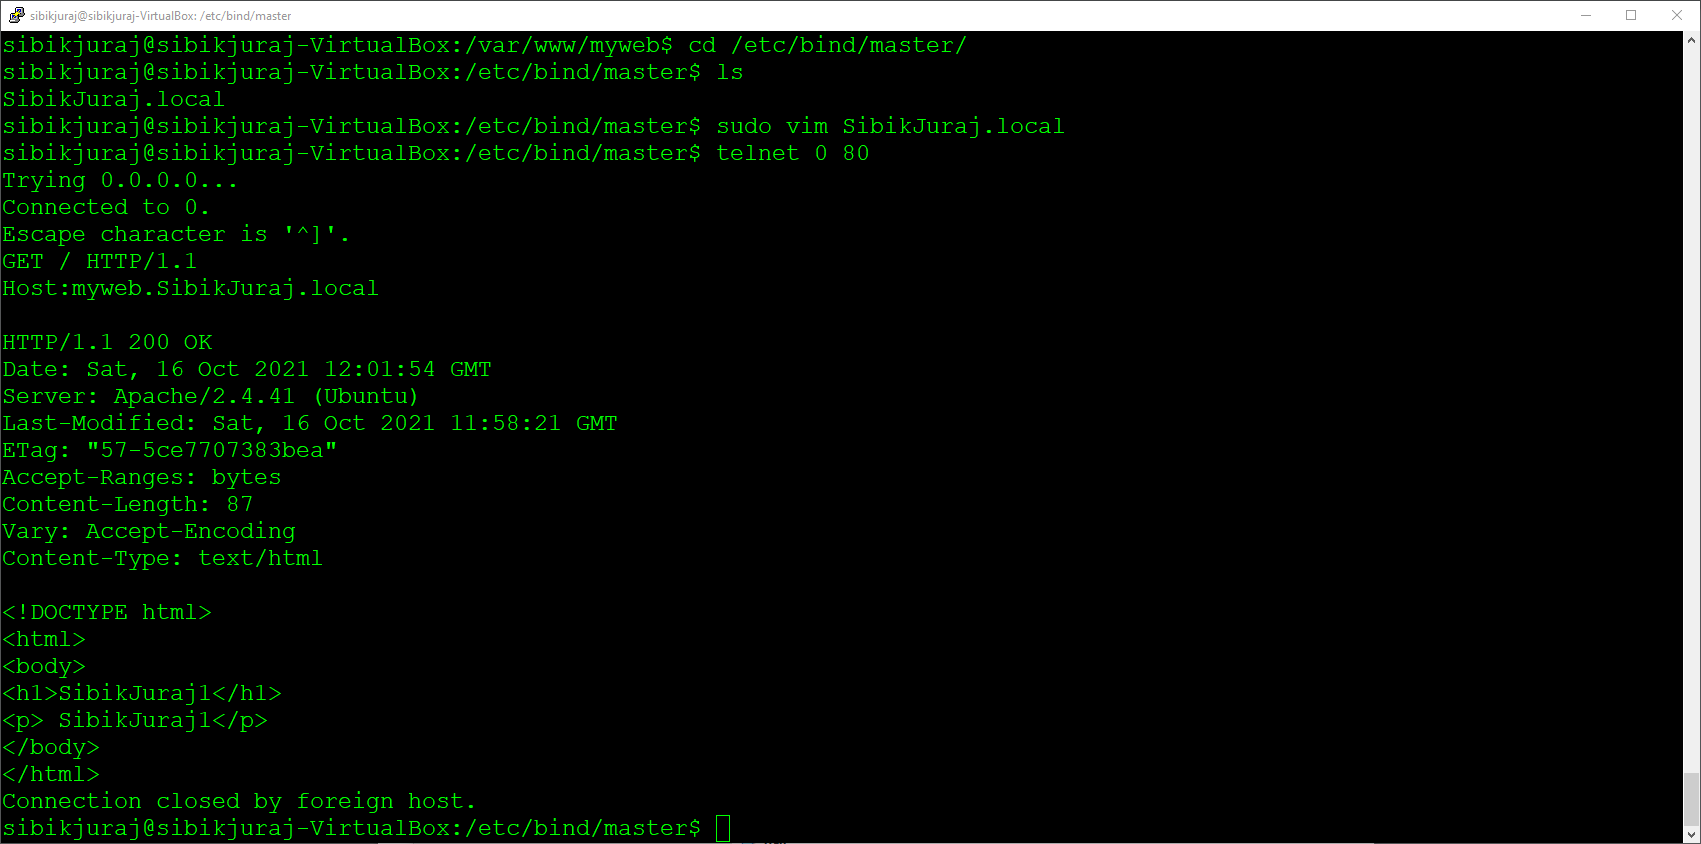 sibikjuraj@sibikjuraj-VirtualBox: /etc/bind/master
sibikjuraj@sibikjuraj-VirtualBox:/var/www/myweb$ cd /etc/bind/master/
sibikjuraj@sibikjuraj-VirtualBox:/etc/bind/master$ ls
SibikJuraj.local
sibikjuraj@sibikjuraj-VirtualBox:/etc/bind/master$ sudo vim SibikJuraj.local
sibikjuraj@sibikjuraj-VirtualBox:/etc/bind/master$ telnet 0 80
Trying 0.0.0.0...
Connected to 0.
Escape character is '^]'.
GET / HTTP/1.1
Host:myweb.SibikJuraj.local

HTTP/1.1 200 OK
Date: Sat, 16 Oct 2021 12:01:54 GMT
Server: Apache/2.4.41 (Ubuntu)
Last-Modified: Sat, 16 Oct 2021 11:58:21 GMT
ETag: "57-5ce7707383bea"
Accept-Ranges: bytes
Content-Length: 87
Vary: Accept-Encoding
Content-Type: text/html

<!DOCTYPE html>
<html>
<body>
<h1>SibikJuraj1</h1>
<p> SibikJuraj1</p>
</body>
</html>
Connection closed by foreign host.
sibikjuraj@sibikjuraj-VirtualBox:/etc/bind/master$